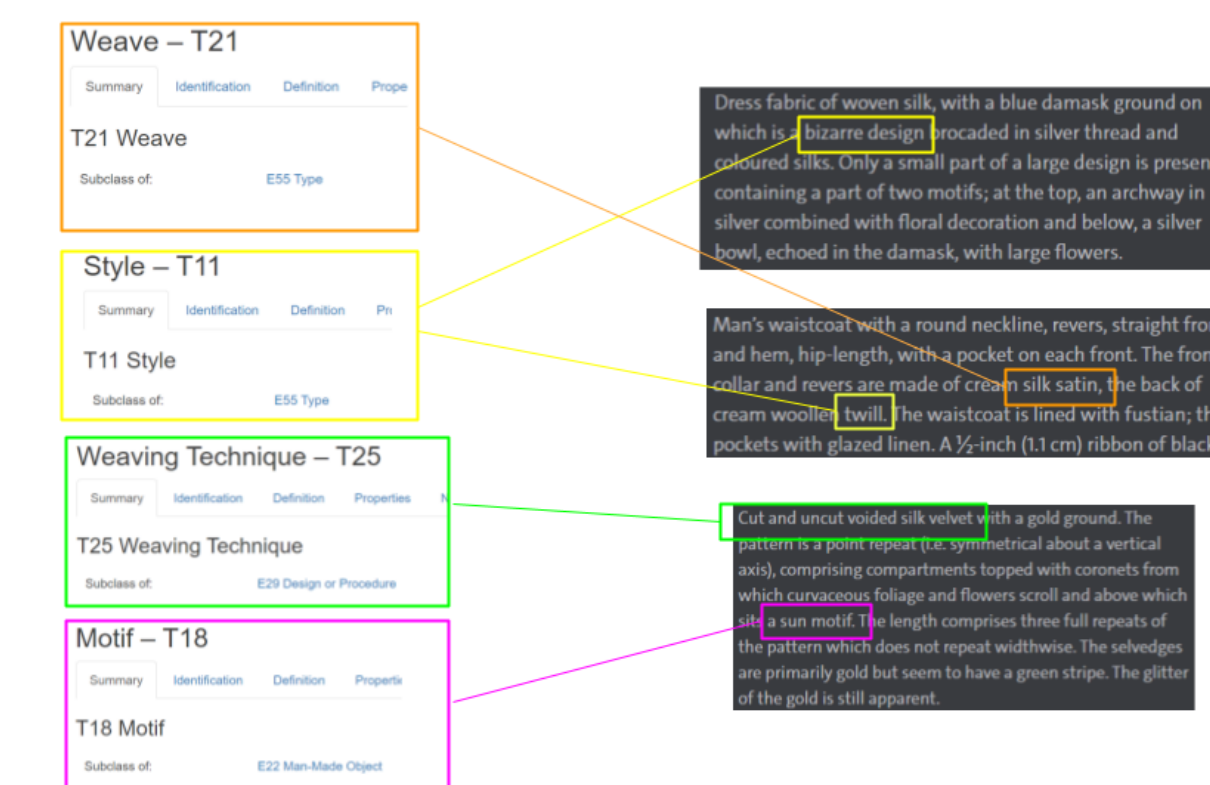 Weave – T21
Summary Identification Definition Prope
T21 Weave
Subclass of: E55 Type
Style – T11
Summary Identification Definition Pr
T11 Style
Subclass of: E55 Type
Weaving Technique – T25
Summary Identification Definition Properties N
T25 Weaving Technique
Subclass of: E29 Design or Procedure
Motif – T18
Summary Identification Definition Properti
T18 Motif
Subclass of: E22 Man-Made Object
Dress fabric of woven silk, with a blue damask ground on
which is a bizarre design brocaded in silver thread and
coloured silks. Only a small part of a large design is presen
containing a part of two motifs; at the top, an archway in
silver combined with floral decoration and below, a silver
bowl, echoed in the damask, with large flowers.
Man's waistcoat with a round neckline, revers, straight fro
and hem, hip-length, with a pocket on each front. The fron
collar and revers are made of cream silk satin, the back of
cream woollen twill. The waistcoat is lined with fustian; th
pockets with glazed linen. A ½-inch (1.1 cm) ribbon of black
Cut and uncut voided silk velvet with a gold ground. The
pattern is a point repeat (i.e. symmetrical about a vertical
axis), comprising compartments topped with coronets from
which curvaceous foliage and flowers scroll and above which
sits a sun motif. The length comprises three full repeats of
the pattern which does not repeat widthwise. The selvedges
are primarily gold but seem to have a green stripe. The glitter
of the gold is still apparent.